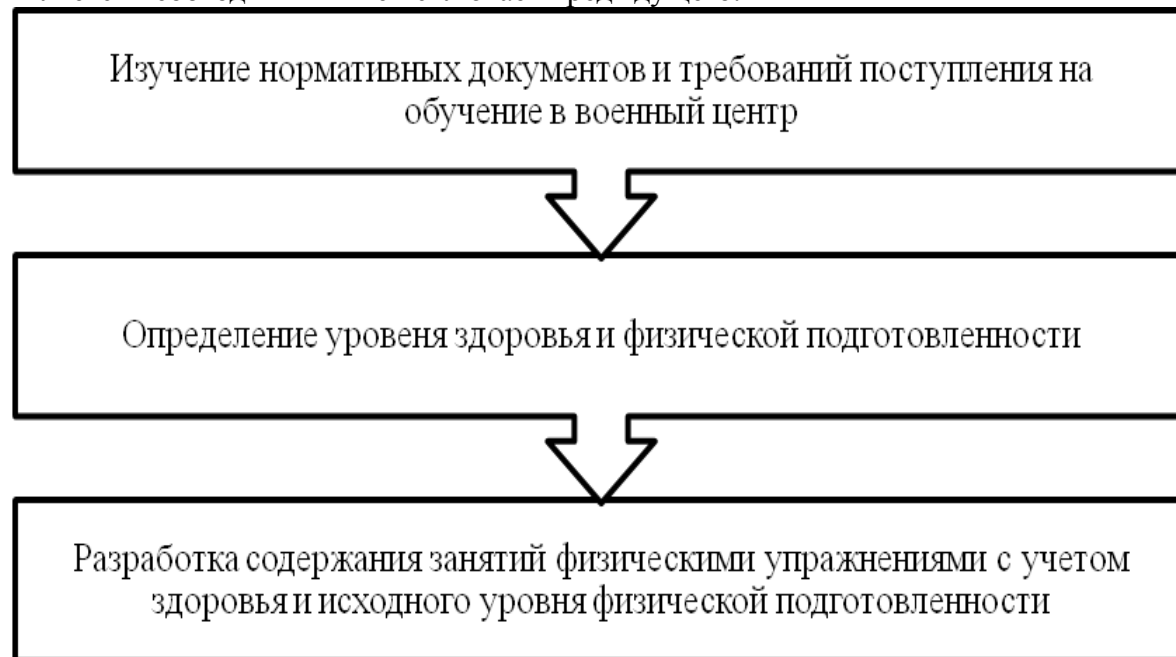 Изучение нормативных документов и требований поступления на
обучение в военный центр
Определение уровеня здоровья и физической подготовленности
Разработка содержания занятий физическими упражнениями с учетом
здоровья и исходного уровня физической подготовленности